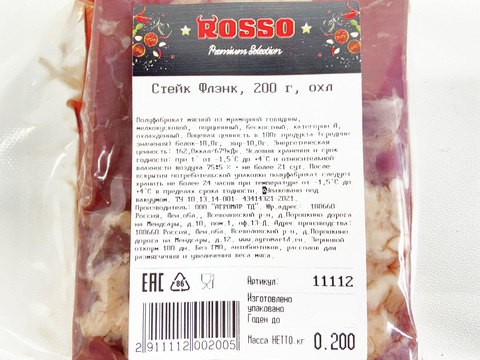 ROSSO
Premium Selection
Стейк Флэнк, 200 г, охл
Полуфабрикат мясной из мраморной говядины,
мелкокусковой, порционный, бескостный, категории А,
охлажденный. Пищевая ценность в 100г продукта (средние
значения) белок-18,0г, жир-10,0г. Энергетическая
ценность: 162,0ккал/679кДж. Условия хранения и срок
годности: при t° от -1,5°С до +4°С и относительной
влажности воздуха 75±5 % - не более 21 сут. После
вскрытия потребительской упаковки полуфабрикат следует
хранить не более 24 часов при температуре от -1,5°С до
+4°С в пределах срока годности. Упаковано под
вакуумом. ТУ 10.13.14-001- 43414321-2021.
Производитель: ООО "АГРОМАР ТД". Юр.адрес: 188660
Россия, Лен.обл., Всеволожский р-н, д.Порошкино дорога
на Мендсары, д.10, пом.1, оф.13-Д. Адрес производства:
188660 Россия, Лен.обл., Всеволожский р-н, д.Порошкино
дорога на Мендсары, д.12. Зерновой
откорм 180 дн. Без ГМО, антибиотиков, рассолов для
размягчения и увеличения веса мяса.
EAC 86
Артикул: 11112
Изготовлено
упаковано
Годен до
Масса НЕТТО.кг 0.200
2 911112 002005